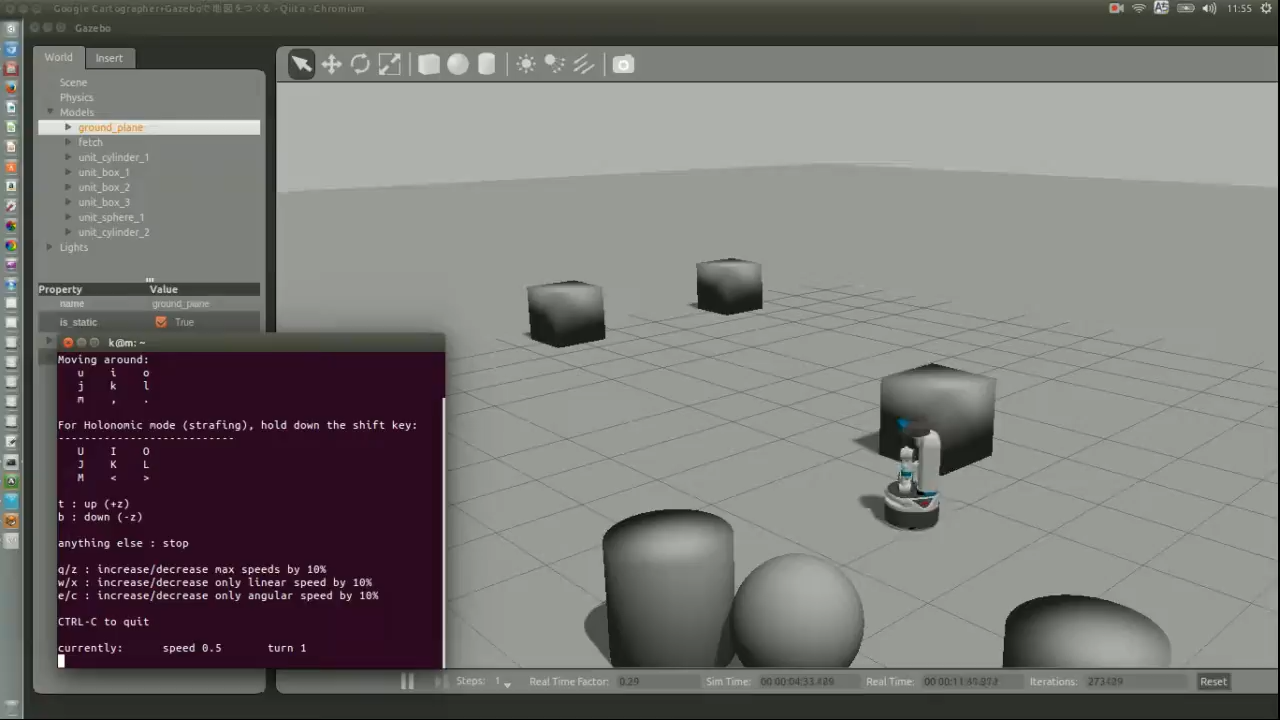 Google Cartographer+Gazeboで地図をつくる - Qiita - Chromium
11:55
Gazebo
World Insert
Scene
Physics
Models
ground_plane
fetch
unit_cylinder_1
unit_box_1
unit_box_2
unit_box_3
unit_sphere_1
unit_cylinder_2
Lights
Property Value
name ground_plane
is_static True
k@m: ~
Moving around:
u i o
j k l
m , .
For Holonomic mode (strafing), hold down the shift key:
---------------------------
U I O
J K L
M < >
t : up (+z)
b : down (-z)
anything else : stop
q/z : increase/decrease max speeds by 10%
w/x : increase/decrease only linear speed by 10%
e/c : increase/decrease only angular speed by 10%
CTRL-C to quit
currently: speed 0.5 turn 1
Steps: 1 Real Time Factor: 0.29 Sim Time: Real Time: Iterations: Reset